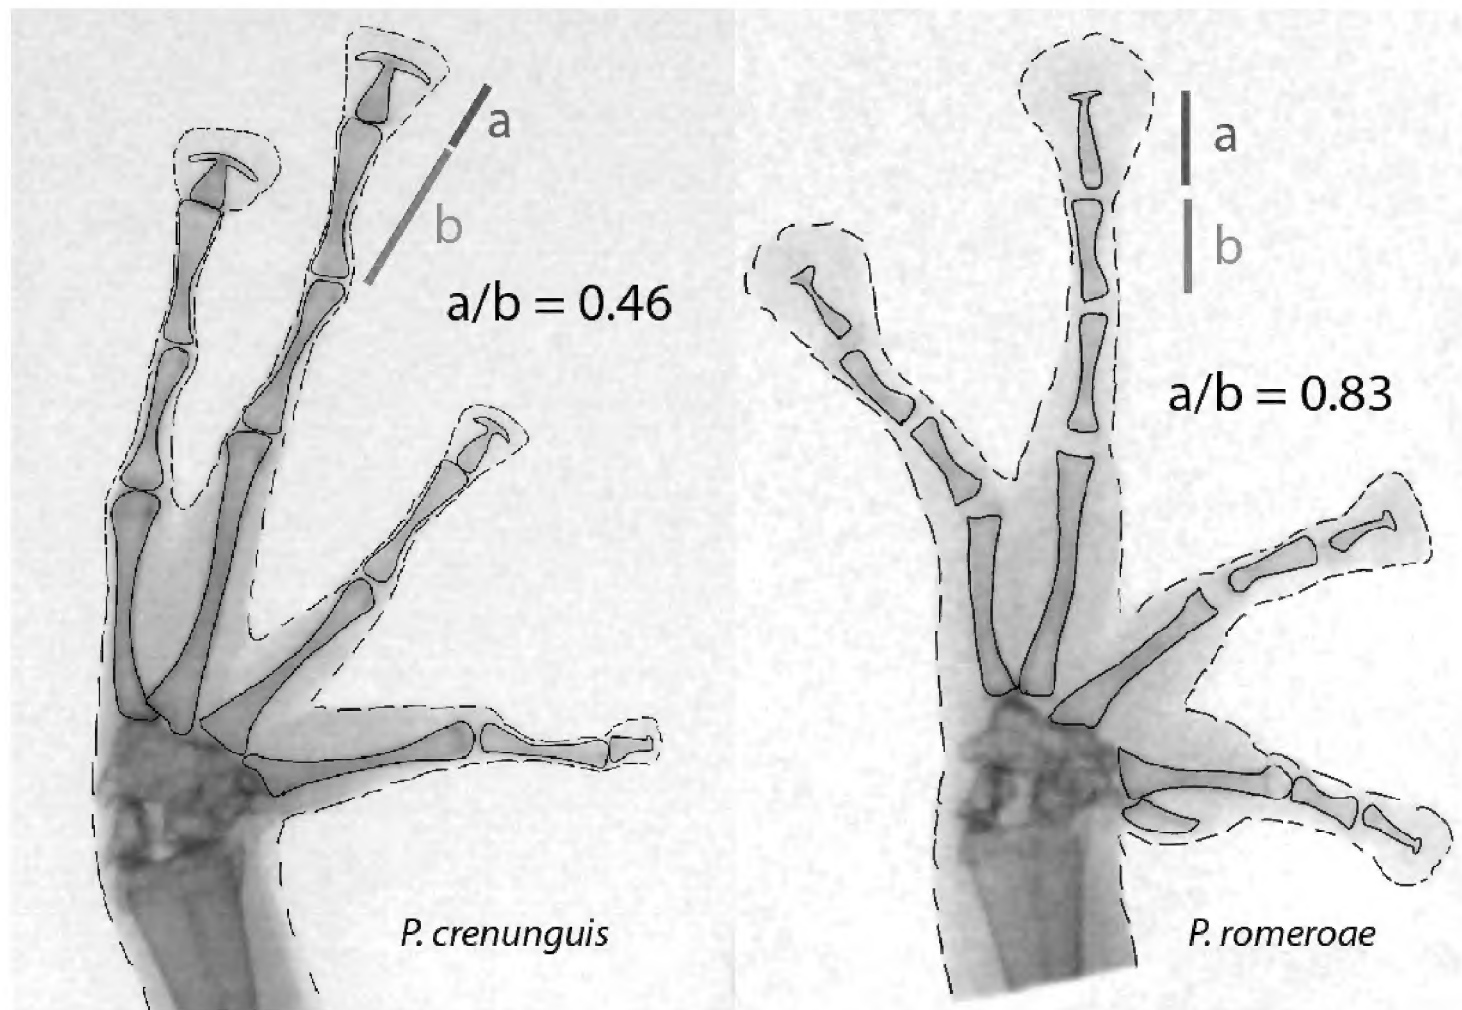 a
b
a/b = 0.46
P. crenunguis
a
b
a/b = 0.83
P. romeroae